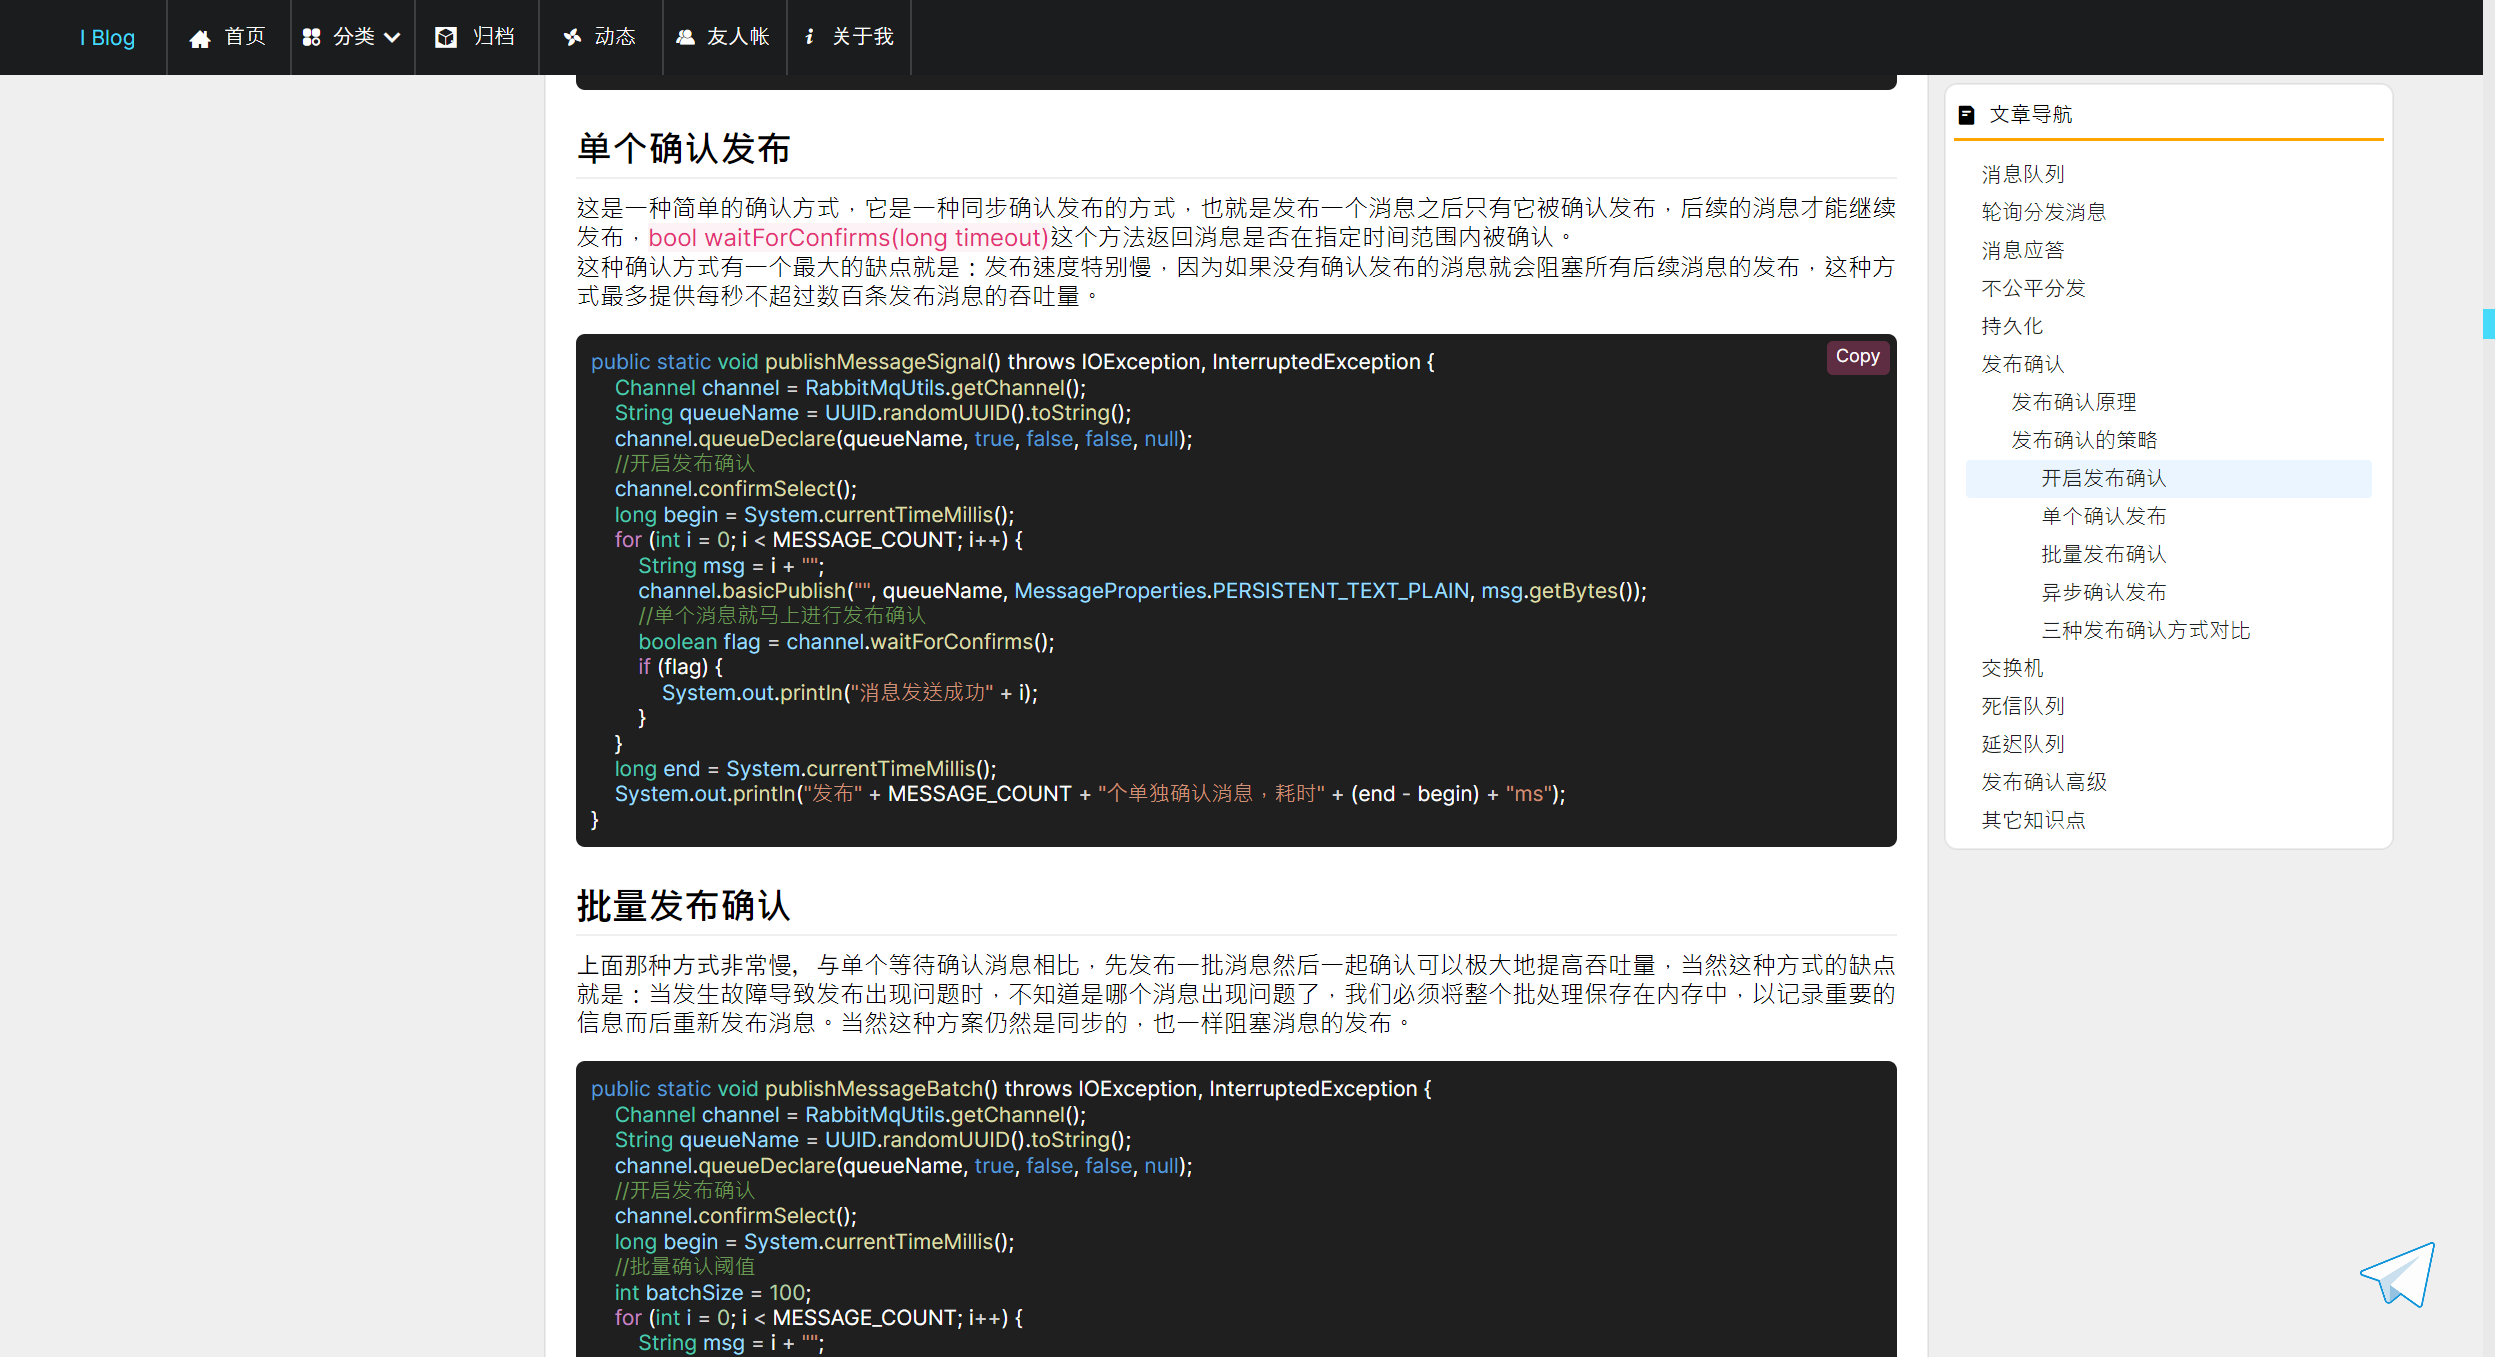 I Blog
首页
分类
归档
动态
友人帐
关于我
单个确认发布
这是一种简单的确认方式，它是一种同步确认发布的方式，也就是发布一个消息之后只有它被确认发布，后续的消息才能继续
发布，bool waitForConfirms(long timeout)这个方法返回消息是否在指定时间范围内被确认。
这种确认方式有一个最大的缺点就是：发布速度特别慢，因为如果没有确认发布的消息就会阻塞所有后续消息的发布，这种方
式最多提供每秒不超过数百条发布消息的吞吐量。
Copy
public static void publishMessageSignal() throws IOException, InterruptedException {
    Channel channel = RabbitMqUtils.getChannel();
    String queueName = UUID.randomUUID().toString();
    channel.queueDeclare(queueName, true, false, false, null);
    //开启发布确认
    channel.confirmSelect();
    long begin = System.currentTimeMillis();
    for (int i = 0; i < MESSAGE_COUNT; i++) {
        String msg = i + "";
        channel.basicPublish("", queueName, MessageProperties.PERSISTENT_TEXT_PLAIN, msg.getBytes());
        //单个消息就马上进行发布确认
        boolean flag = channel.waitForConfirms();
        if (flag) {
            System.out.println("消息发送成功" + i);
        }
    }
    long end = System.currentTimeMillis();
    System.out.println("发布" + MESSAGE_COUNT + "个单独确认消息，耗时" + (end - begin) + "ms");
}
批量发布确认
上面那种方式非常慢，与单个等待确认消息相比，先发布一批消息然后一起确认可以极大地提高吞吐量，当然这种方式的缺点
就是：当发生故障导致发布出现问题时，不知道是哪个消息出现问题了，我们必须将整个批处理保存在内存中，以记录重要的
信息而后重新发布消息。当然这种方案仍然是同步的，也一样阻塞消息的发布。
public static void publishMessageBatch() throws IOException, InterruptedException {
    Channel channel = RabbitMqUtils.getChannel();
    String queueName = UUID.randomUUID().toString();
    channel.queueDeclare(queueName, true, false, false, null);
    //开启发布确认
    channel.confirmSelect();
    long begin = System.currentTimeMillis();
    //批量确认阈值
    int batchSize = 100;
    for (int i = 0; i < MESSAGE_COUNT; i++) {
        String msg = i + "";
文章导航
消息队列
轮询分发消息
消息应答
不公平分发
持久化
发布确认
发布确认原理
发布确认的策略
开启发布确认
单个确认发布
批量发布确认
异步确认发布
三种发布确认方式对比
交换机
死信队列
延迟队列
发布确认高级
其它知识点